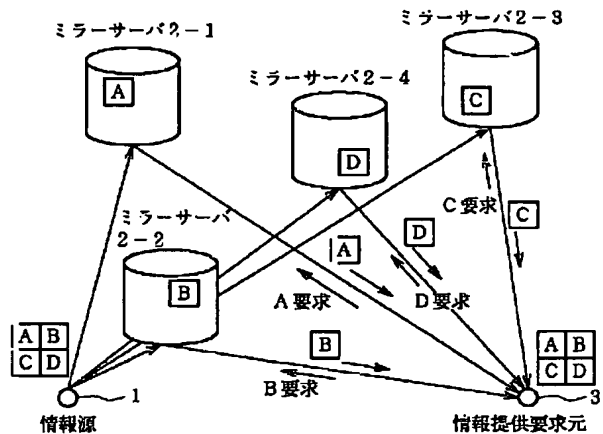 ミラーサーバ2-1
ミラーサーバ2-3
ミラーサーバ2-4
A
C
D
ミラーサーバ
2-2
C要求
C
D
A
B
A要求
D要求
A B
C D
B
B要求
A B
C D
1
3
情報源
情報提供要求元